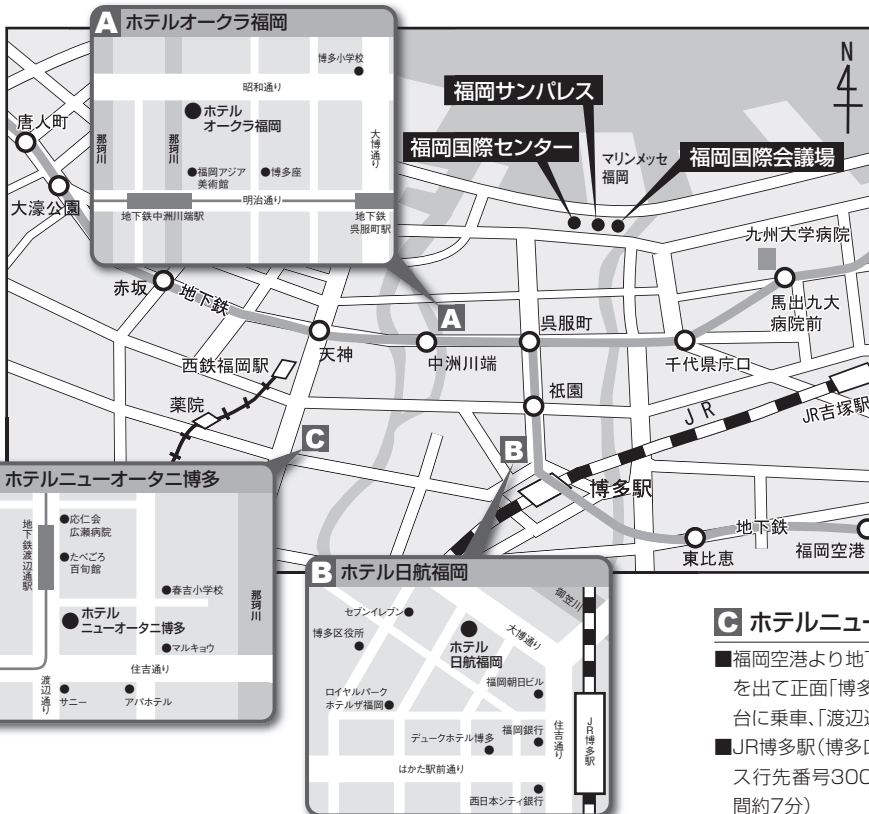 A ホテルオークラ福岡
博多小学校
昭和通り
ホテル
オークラ福岡
那珂川
那珂川
大博通り
福岡アジア
美術館
博多座
明治通り
地下鉄中洲川端駅
地下鉄
呉服町駅
N
福岡サンパレス
福岡国際センター
マリンメッセ
福岡
福岡国際会議場
唐人町
大濠公園
九州大学病院
赤坂
地下鉄
馬出九大
病院前
A
呉服町
天神
中洲川端
千代県庁口
西鉄福岡駅
祇園
薬院
JR
JR吉塚駅
C
B
博多駅
地下鉄
東比恵
福岡空港
ホテルニューオータニ博多
地下鉄渡辺通駅
応仁会
広瀬病院
たべごろ
百旬館
春吉小学校
那珂川
ホテル
ニューオータニ博多
マルキョウ
住吉通り
渡辺通り
サニー
アパホテル
B ホテル日航福岡
御笠川
セブンイレブン
大博通り
博多区役所
ホテル
日航福岡
福岡朝日ビル
ロイヤルパーク
ホテルザ福岡
住吉通り
JR博多駅
福岡銀行
デュークホテル博多
はかた駅前通り
西日本シティ銀行
C ホテルニュー
■福岡空港より地下
を出て正面「博多
台に乗車、「渡辺通
■JR博多駅(博多口
ス行先番号300
間約7分)